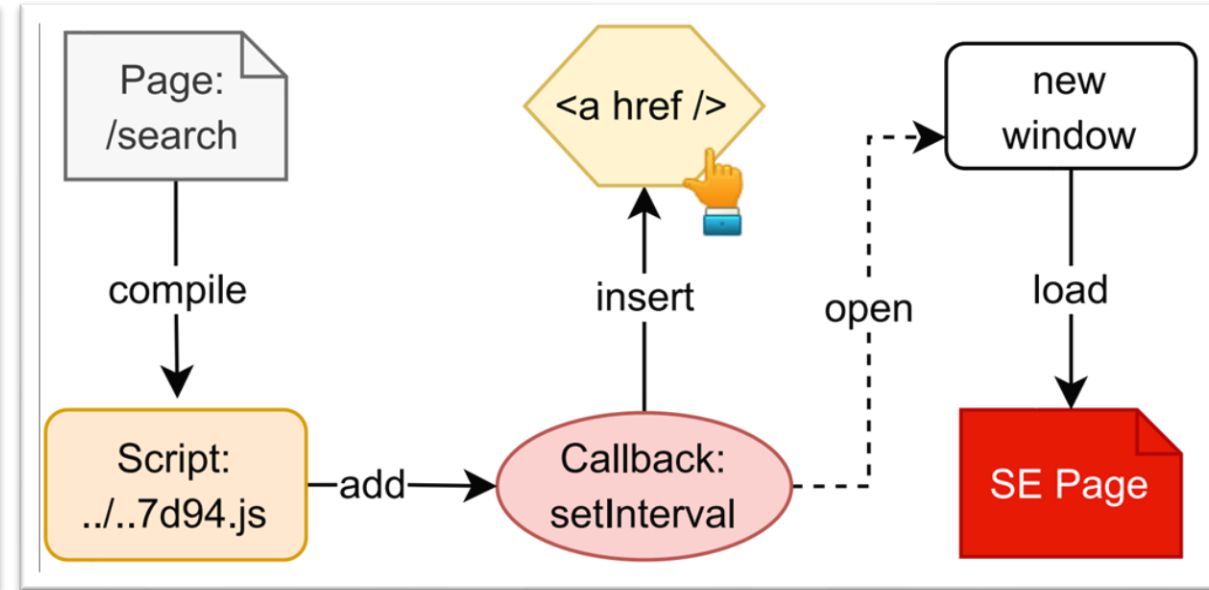 Page:
/search
compile
Script:
../..7d94.js
add
Callback:
setInterval
insert
<a href />
open
new
window
load
SE Page